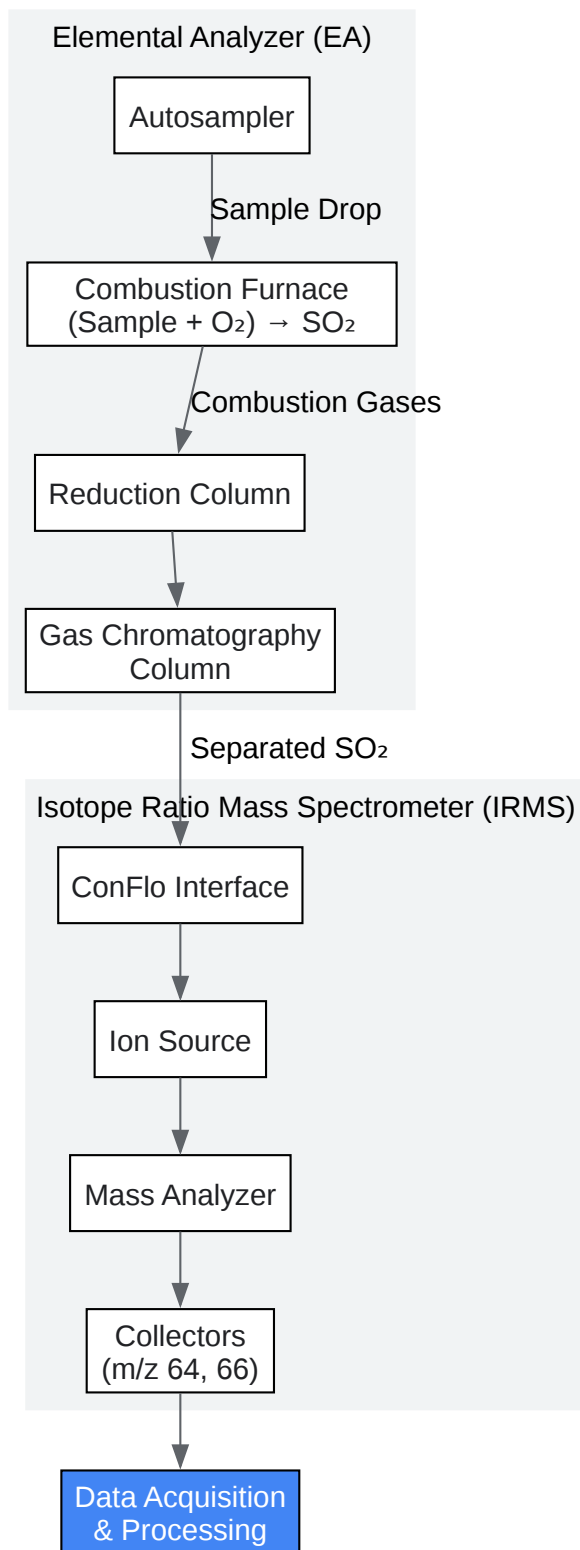 Elemental Analyzer (EA)
Autosampler
Sample Drop
Combustion Furnace
(Sample + O₂) → SO₂
Combustion Gases
Reduction Column
Gas Chromatography
Column
Separated SO₂
Isotope Ratio Mass Spectrometer (IRMS)
ConFlo Interface
Ion Source
Mass Analyzer
Collectors
(m/z 64, 66)
Data Acquisition
& Processing